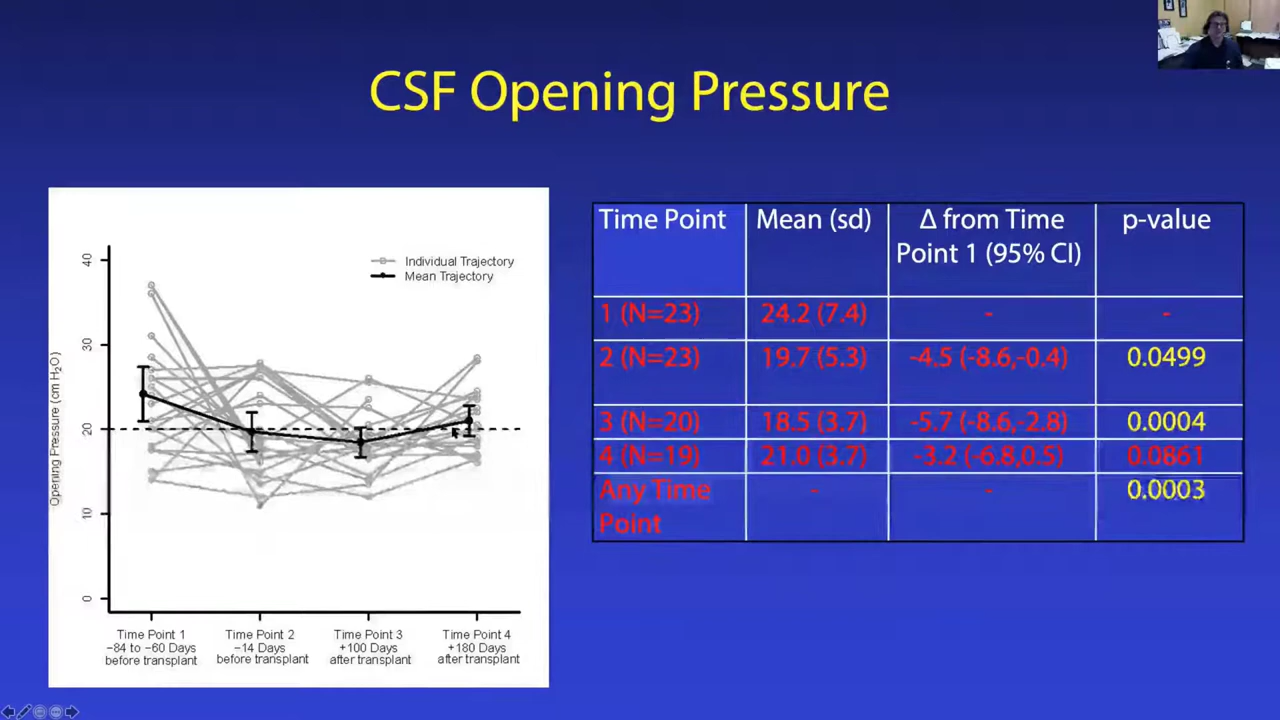 CSF Opening Pressure
40
30
20
10
0
Opening Pressure (cm H₂O)
Individual Trajectory
Mean Trajectory
Time Point 1
−84 to −60 Days
before transplant
Time Point 2
−14 Days
before transplant
Time Point 3
+100 Days
after transplant
Time Point 4
+180 Days
after transplant
Time Point Mean (sd) Δ from Time Point 1 (95% CI) p-value
1 (N=23) 24.2 (7.4) - -
2 (N=23) 19.7 (5.3) -4.5 (-8.6,-0.4) 0.0499
3 (N=20) 18.5 (3.7) -5.7 (-8.6,-2.8) 0.0004
4 (N=19) 21.0 (3.7) -3.2 (-6.8,0.5) 0.0861
Any Time Point - - 0.0003